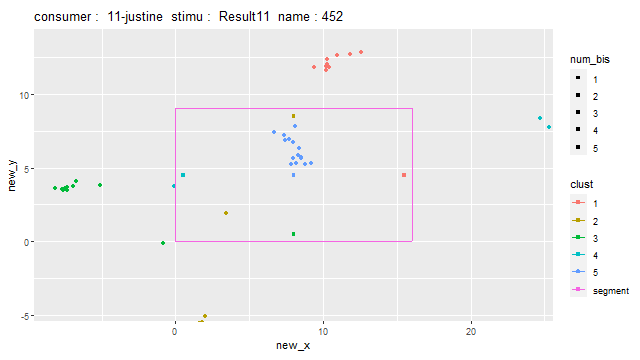 consumer :  11-justine  stimu :  Result11  name : 452
new_y
10
5
0
-5
0
10
20
new_x
num_bis
1
2
3
4
5
clust
1
2
3
4
5
segment